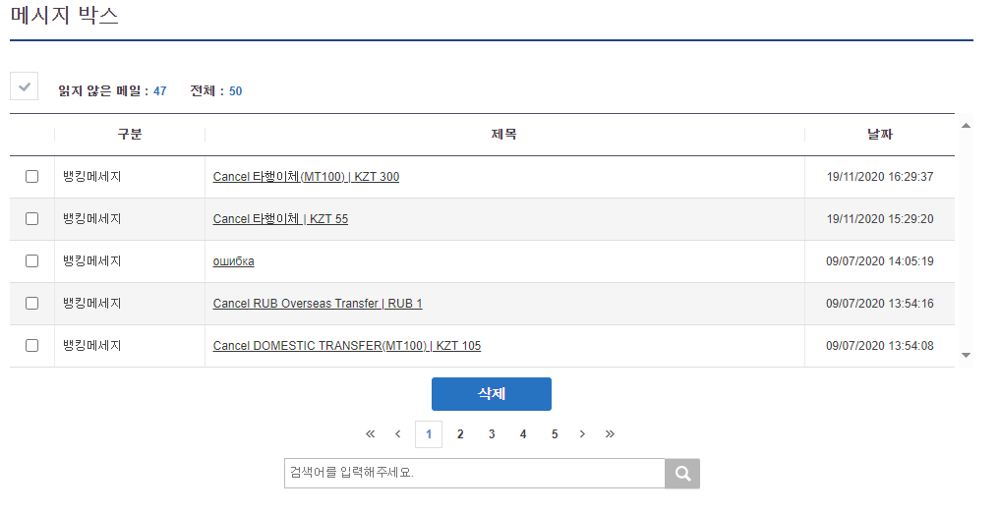 메시지 박스
읽지 않은 메일 : 47 전체 : 50
구분 제목 날짜
뱅킹메세지 Cancel 타행이체(MT100) | KZT 300 19/11/2020 16:29:37
뱅킹메세지 Cancel 타행이체 | KZT 55 19/11/2020 15:29:20
뱅킹메세지 ошибка 09/07/2020 14:05:19
뱅킹메세지 Cancel RUB Overseas Transfer | RUB 1 09/07/2020 13:54:16
뱅킹메세지 Cancel DOMESTIC TRANSFER(MT100) | KZT 105 09/07/2020 13:54:08
삭제
« ‹ 1 2 3 4 5 › »
검색어를 입력해주세요.